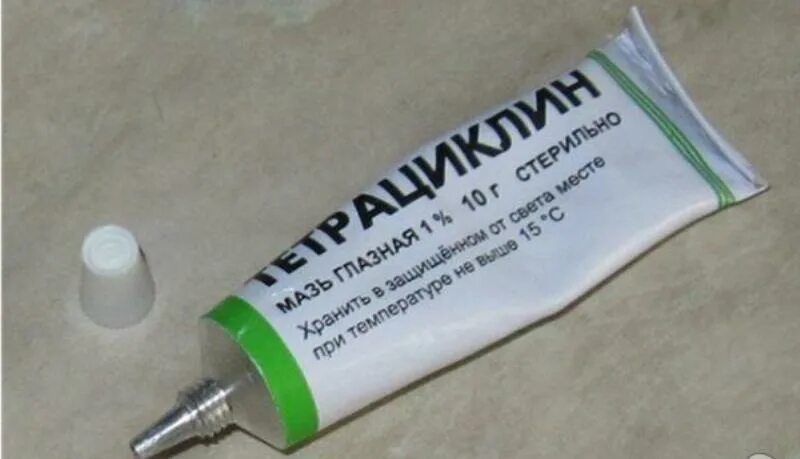 ТЕТРАЦИКЛИН
МАЗЬ ГЛАЗНАЯ 1% 10 г СТЕРИЛЬНО
Хранить в защищённом от света месте
при температуре не выше 15 °C